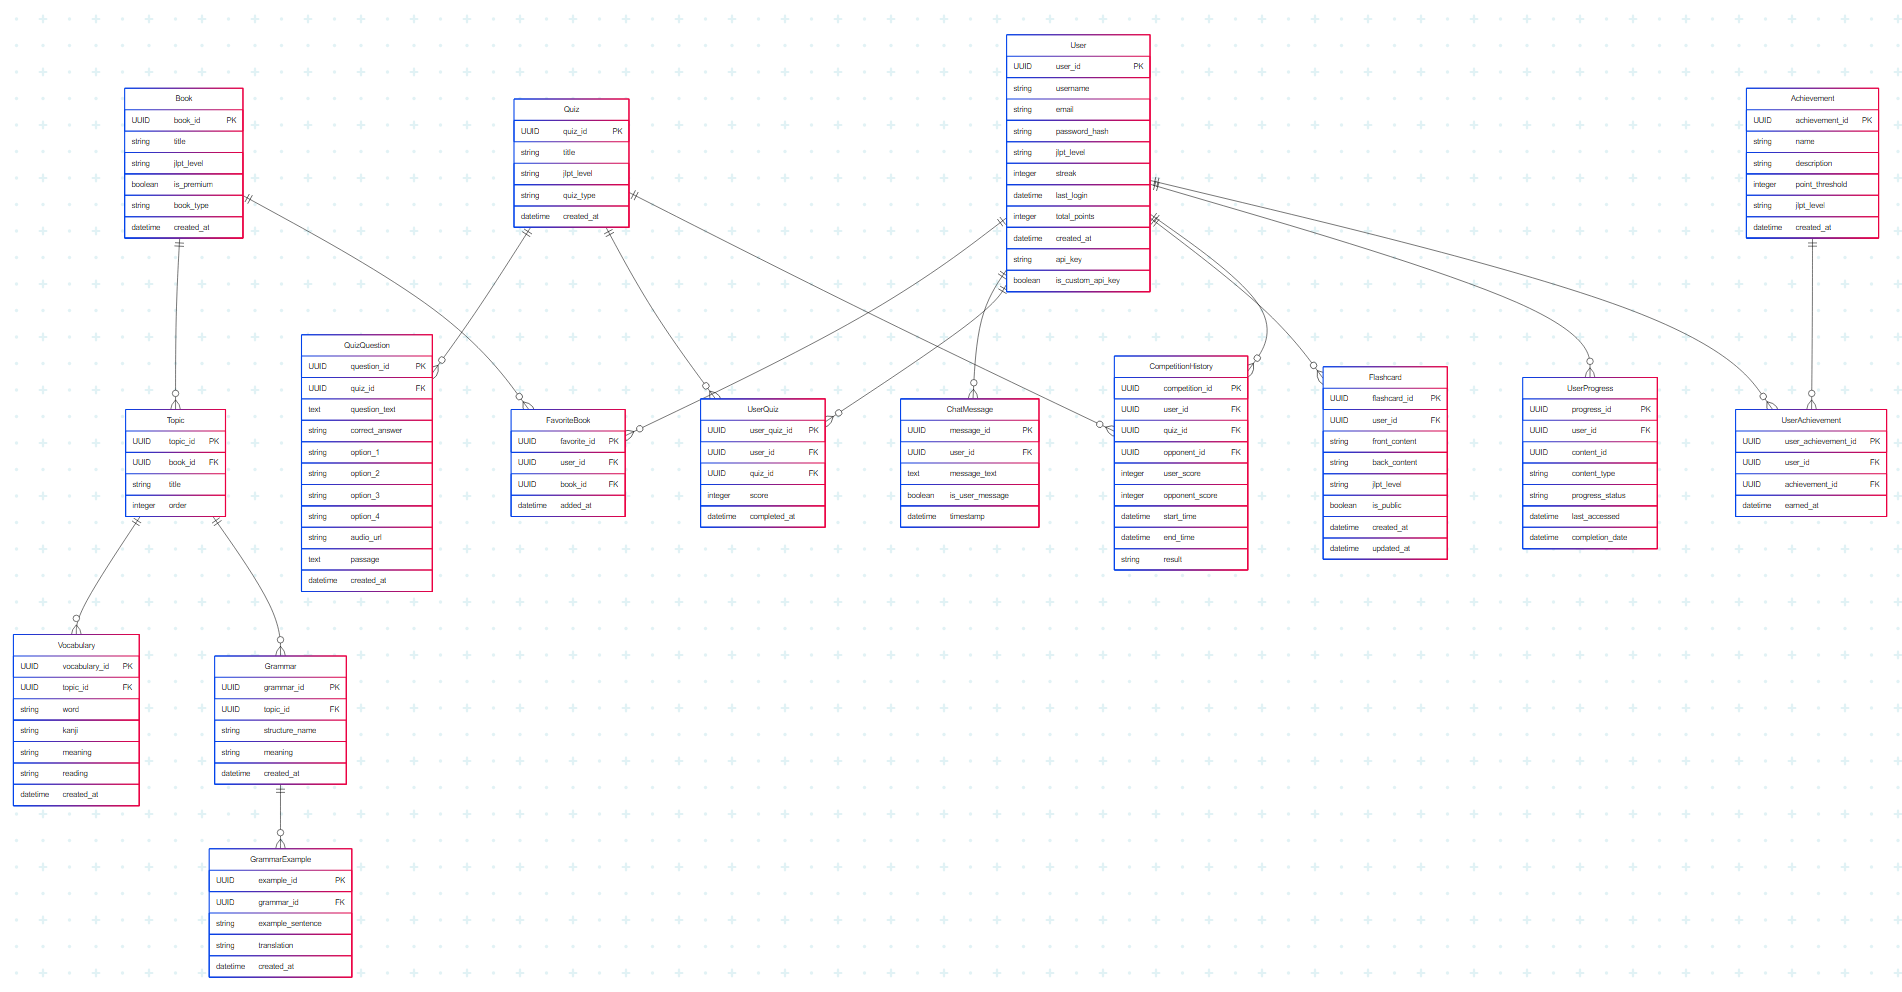 User
UUID user_id PK
string username
string email
string password_hash
string jlpt_level
integer streak
datetime last_login
integer total_points
datetime created_at
string api_key
boolean is_custom_api_key
Book
UUID book_id PK
string title
string jlpt_level
boolean is_premium
string book_type
datetime created_at
Quiz
UUID quiz_id PK
string title
string jlpt_level
string quiz_type
datetime created_at
Achievement
UUID achievement_id PK
string name
string description
integer point_threshold
string jlpt_level
datetime created_at
QuizQuestion
UUID question_id PK
UUID quiz_id FK
text question_text
string correct_answer
string option_1
string option_2
string option_3
string option_4
string audio_url
text passage
datetime created_at
Topic
UUID topic_id PK
UUID book_id FK
string title
integer order
FavoriteBook
UUID favorite_id PK
UUID user_id FK
UUID book_id FK
datetime added_at
UserQuiz
UUID user_quiz_id PK
UUID user_id FK
UUID quiz_id FK
integer score
datetime completed_at
ChatMessage
UUID message_id PK
UUID user_id FK
text message_text
boolean is_user_message
datetime timestamp
CompetitionHistory
UUID competition_id PK
UUID user_id FK
UUID quiz_id FK
UUID opponent_id FK
integer user_score
integer opponent_score
datetime start_time
datetime end_time
string result
Flashcard
UUID flashcard_id PK
UUID user_id FK
string front_content
string back_content
string jlpt_level
boolean is_public
datetime created_at
datetime updated_at
UserProgress
UUID progress_id PK
UUID user_id FK
UUID content_id
string content_type
string progress_status
datetime last_accessed
datetime completion_date
UserAchievement
UUID user_achievement_id PK
UUID user_id FK
UUID achievement_id FK
datetime earned_at
Vocabulary
UUID vocabulary_id PK
UUID topic_id FK
string word
string kanji
string meaning
string reading
datetime created_at
Grammar
UUID grammar_id PK
UUID topic_id FK
string structure_name
string meaning
datetime created_at
GrammarExample
UUID example_id PK
UUID grammar_id FK
string example_sentence
string translation
datetime created_at